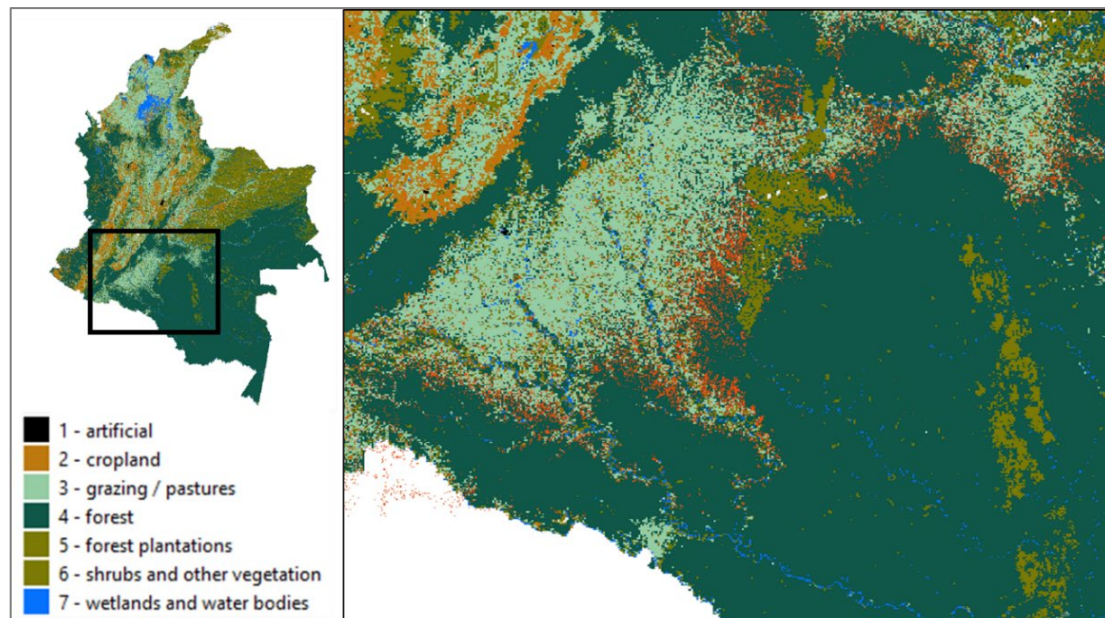 1 - artificial
2 - cropland
3 - grazing / pastures
4 - forest
5 - forest plantations
6 - shrubs and other vegetation
7 - wetlands and water bodies